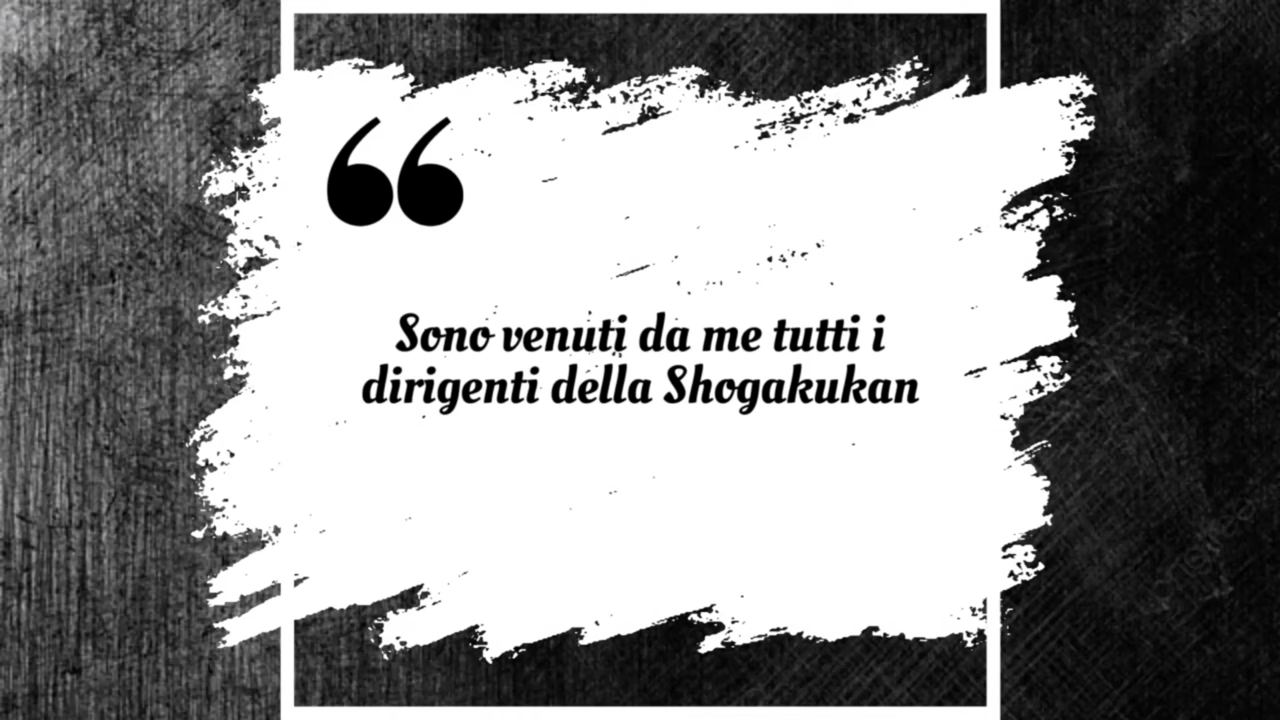 “
Sono venuti da me tutti i
dirigenti della Shogakukan